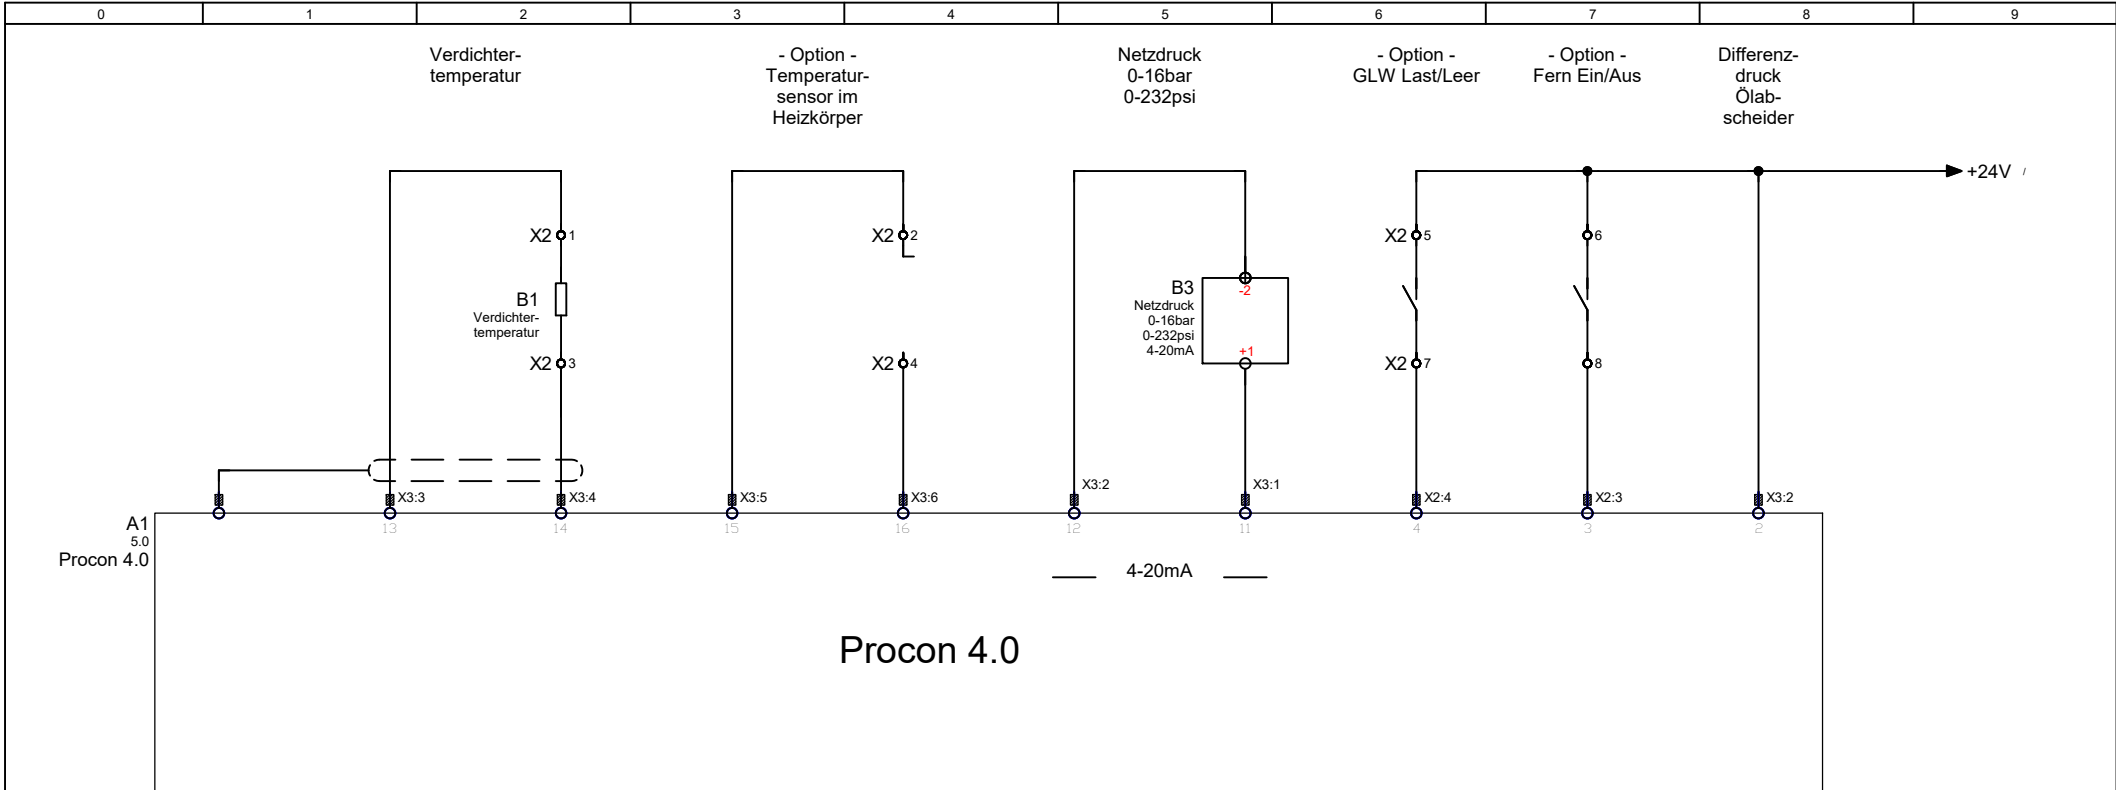 0 1 2 3 4 5 6 7 8 9
Verdichter-
temperatur
- Option -
Temperatur-
sensor im
Heizkörper
Netzdruck
0-16bar
0-232psi
- Option -
GLW Last/Leer
- Option -
Fern Ein/Aus
Differenz-
druck
Ölab-
scheider
+24V /
X2 1
X2 2
X2 5
6
B1
Verdichter-
temperatur
B3
Netzdruck
0-16bar
0-232psi
4-20mA
-2
+1
X2 3
X2 4
X2 7
8
X3:3
X3:4
X3:5
X3:6
X3:2
X3:1
X2:4
X2:3
X3:2
A1
5.0
Procon 4.0
13 14 15 16 12 11 4 3 2
4-20mA
Procon 4.0